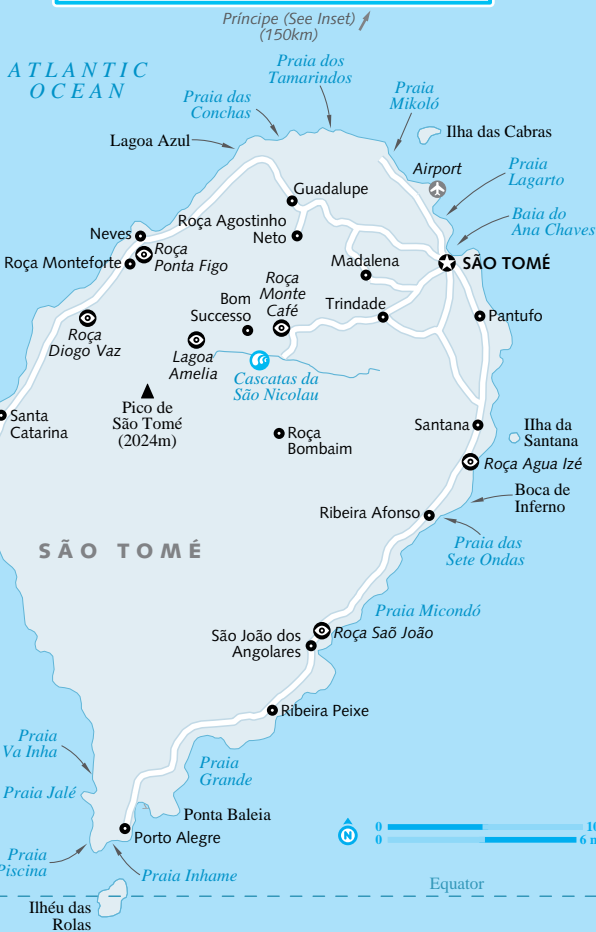 Príncipe (See Inset)
(150km)
ATLANTIC
OCEAN
Praia dos
Tamarindos
Praia das
Conchas
Praia
Mikoló
Lagoa Azul
Ilha das Cabras
Airport
Praia
Lagarto
Guadalupe
Baia do
Ana Chaves
Roça Agostinho
Neto
Neves
Roça
Ponta Figo
Roça Monteforte
Madalena
SÃO TOMÉ
Roça
Monte
Café
Bom
Successo
Trindade
Pantufo
Roça
Diogo Vaz
Lagoa
Amelia
Cascatas da
São Nicolau
Pico de
São Tomé
(2024m)
Santa
Catarina
Roça
Bombaim
Santana
Ilha da
Santana
Roça Agua Izé
Boca de
Inferno
Ribeira Afonso
Praia das
Sete Ondas
SÃO TOMÉ
Praia Micondó
São João dos
Angolares
Roça Saõ João
Ribeira Peixe
Praia
Va Inha
Praia
Grande
Praia Jalé
Ponta Baleia
Porto Alegre
Praia
Piscina
Praia Inhame
N
0 10
0 6 m
Equator
Ilhéu das
Rolas